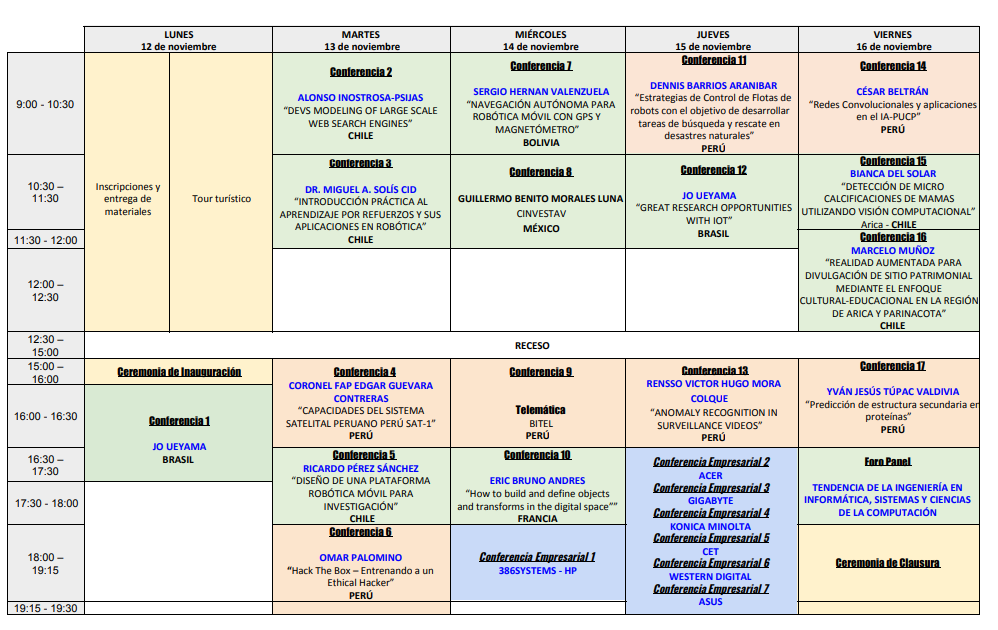 LUNES
12 de noviembre
MARTES
13 de noviembre
MIÉRCOLES
14 de noviembre
JUEVES
15 de noviembre
VIERNES
16 de noviembre
9:00 - 10:30
Inscripciones y
entrega de
materiales
Tour turístico
Conferencia 2
ALONSO INOSTROSA-PSIJAS
“DEVS MODELING OF LARGE SCALE
WEB SEARCH ENGINES”
CHILE
Conferencia 7
SERGIO HERNAN VALENZUELA
“NAVEGACIÓN AUTÓNOMA PARA
ROBÓTICA MÓVIL CON GPS Y
MAGNETÓMETRO”
BOLIVIA
Conferencia 11
DENNIS BARRIOS ARANIBAR
“Estrategias de Control de Flotas de
robots con el objetivo de desarrollar
tareas de búsqueda y rescate en
desastres naturales”
PERÚ
Conferencia 14
CÉSAR BELTRÁN
“Redes Convolucionales y aplicaciones
en el IA-PUCP”
PERÚ
10:30 –
11:30
Conferencia 3
DR. MIGUEL A. SOLÍS CID
“INTRODUCCIÓN PRÁCTICA AL
APRENDIZAJE POR REFUERZOS Y SUS
APLICACIONES EN ROBÓTICA”
CHILE
Conferencia 8
GUILLERMO BENITO MORALES LUNA
CINVESTAV
MÉXICO
Conferencia 12
JO UEYAMA
“GREAT RESEARCH OPPORTUNITIES
WITH IOT”
BRASIL
Conferencia 15
BIANCA DEL SOLAR
“DETECCIÓN DE MICRO
CALCIFICACIONES DE MAMAS
UTILIZANDO VISIÓN COMPUTACIONAL”
Arica - CHILE
11:30 - 12:00
12:00 –
12:30
Conferencia 16
MARCELO MUÑOZ
“REALIDAD AUMENTADA PARA
DIVULGACIÓN DE SITIO PATRIMONIAL
MEDIANTE EL ENFOQUE
CULTURAL-EDUCACIONAL EN LA REGIÓN
DE ARICA Y PARINACOTA”
CHILE
12:30 –
15:00
RECESO
15:00 –
16:00
Ceremonia de Inauguración
16:00 - 16:30
Conferencia 1
JO UEYAMA
BRASIL
Conferencia 4
CORONEL FAP EDGAR GUEVARA
CONTRERAS
“CAPACIDADES DEL SISTEMA
SATELITAL PERUANO PERÚ SAT-1”
PERÚ
Conferencia 9
Telemática
BITEL
PERÚ
Conferencia 13
RENSSO VICTOR HUGO MORA
COLQUE
“ANOMALY RECOGNITION IN
SURVEILLANCE VIDEOS”
PERÚ
Conferencia 17
YVÁN JESÚS TÚPAC VALDIVIA
“Predicción de estructura secundaria en
proteínas”
PERÚ
16:30 –
17:30
17:30 - 18:00
Conferencia 5
RICARDO PÉREZ SÁNCHEZ
“DISEÑO DE UNA PLATAFORMA
ROBÓTICA MÓVIL PARA
INVESTIGACIÓN”
CHILE
Conferencia 10
ERIC BRUNO ANDRES
“How to build and define objects
and transforms in the digital space””
FRANCIA
Conferencia Empresarial 2
ACER
Conferencia Empresarial 3
GIGABYTE
Conferencia Empresarial 4
KONICA MINOLTA
Conferencia Empresarial 5
CET
Conferencia Empresarial 6
WESTERN DIGITAL
Conferencia Empresarial 7
ASUS
Foro Panel
TENDENCIA DE LA INGENIERÍA EN
INFORMÁTICA, SISTEMAS Y CIENCIAS
DE LA COMPUTACIÓN
18:00 –
19:15
Conferencia 6
OMAR PALOMINO
“Hack The Box – Entrenando a un
Ethical Hacker”
PERÚ
Conferencia Empresarial 1
386SYSTEMS - HP
Ceremonia de Clausura
19:15 - 19:30